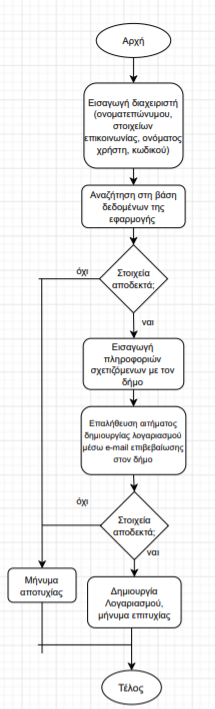 Αρχή
Εισαγωγή διαχειριστή
(ονοματεπώνυμου,
στοιχείων
επικοινωνίας, ονόματος
χρήστη, κωδικού)
Αναζήτηση στη βάση
δεδομένων της
εφαρμογής
όχι
Στοιχεία
αποδεκτά;
ναι
Εισαγωγή
πληροφοριών
σχετιζόμενων με τον
δήμο
Επαλήθευση αιτήματος
δημιουργίας λογαριασμού
μέσω e-mail επιβεβαίωσης
στον δήμο
όχι
Στοιχεία
αποδεκτά;
ναι
Μήνυμα
αποτυχίας
Δημιουργία
Λογαριασμού,
μήνυμα επιτυχίας
Τέλος